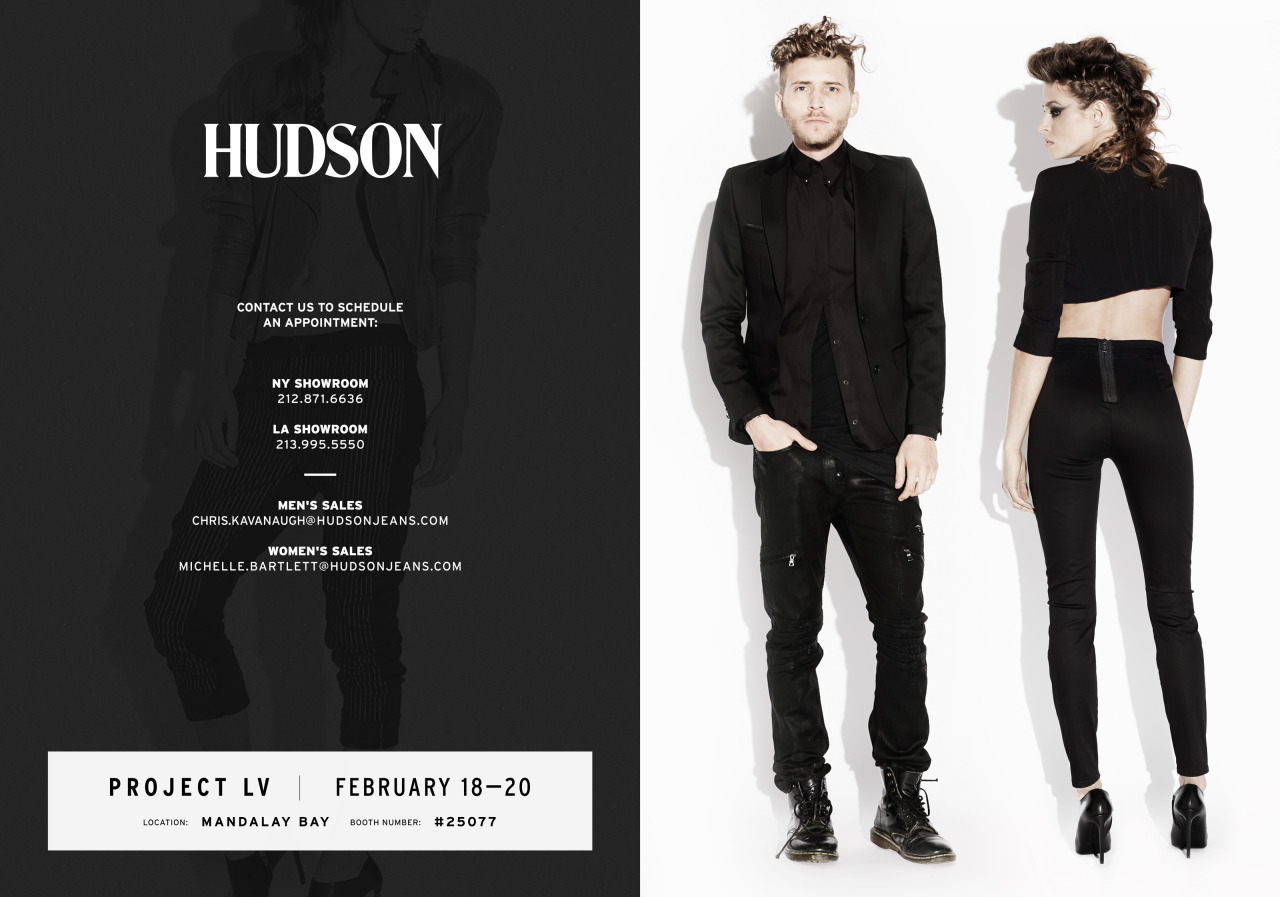 HUDSON
CONTACT US TO SCHEDULE
AN APPOINTMENT:
NY SHOWROOM
212.871.6636
LA SHOWROOM
213.995.5550
MEN'S SALES
CHRIS.KAVANAUGH@HUDSONJEANS.COM
WOMEN'S SALES
MICHELLE.BARTLETT@HUDSONJEANS.COM
PROJECT LV | FEBRUARY 18—20
LOCATION: MANDALAY BAY BOOTH NUMBER: #25077